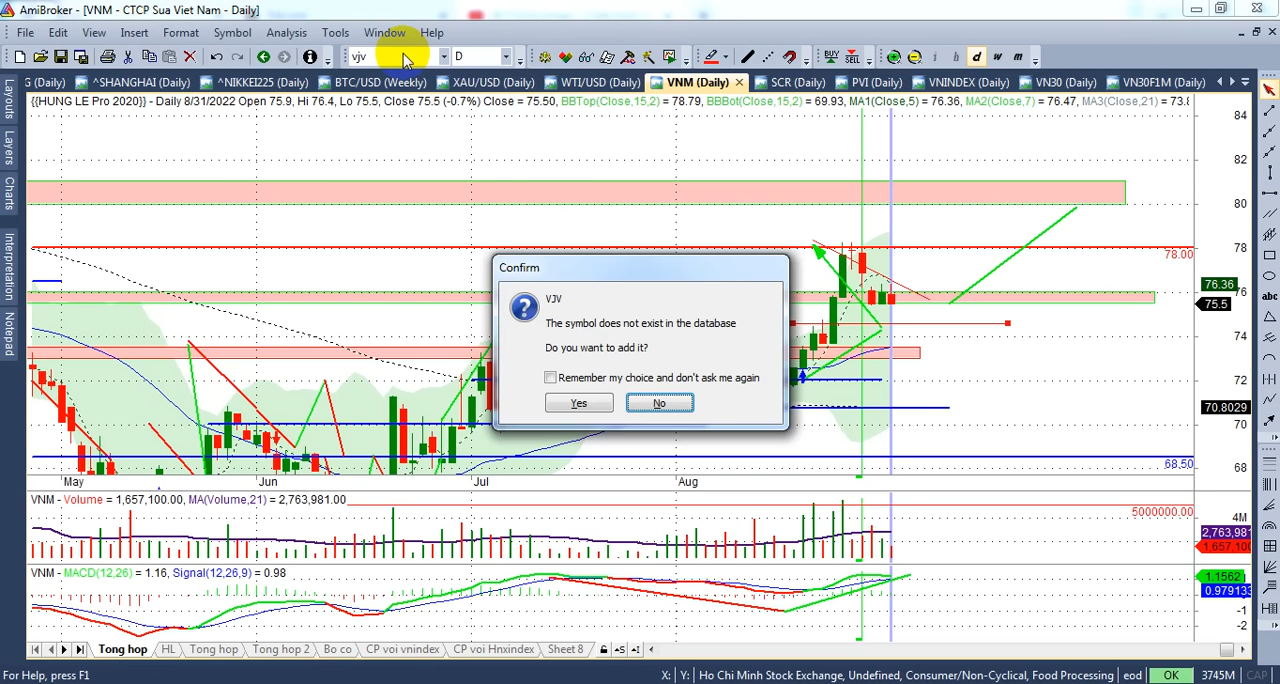 AmiBroker - [VNM - CTCP Sua Viet Nam - Daily]
File Edit View Insert Format Symbol Analysis Tools Window Help
vjv D BUY SELL i h d w m
G (Daily) ^SHANGHAI (Daily) ^NIKKEI225 (Daily) BTC/USD (Weekly) XAU/USD (Daily) WTI/USD (Daily) VNM (Daily) SCR (Daily) PVI (Daily) VNINDEX (Daily) VN30 (Daily) VN30F1M (Daily)
{{HUNG LE Pro 2020}} - Daily 8/31/2022 Open 75.9, Hi 76.4, Lo 75.5, Close 75.5 (-0.7%) Close = 75.50, BBTop(Close,15,2) = 78.79, BBBot(Close,15,2) = 69.93, MA1(Close,5) = 76.36, MA2(Close,7) = 76.47, MA3(Close,21) = 73.8
Layouts
Layers
Charts
Interpretation
Notepad
84
82
80
78
78.00
76.36
76
75.5
74
72
70.8029
70
68.50
68
Confirm
VJV
The symbol does not exist in the database
Do you want to add it?
Remember my choice and don't ask me again
Yes No
abc
May Jun Jul Aug
VNM - Volume = 1,657,100.00, MA(Volume,21) = 2,763,981.00
5000000.00
4M
2,763,981
1,657,100
VNM - MACD(12,26) = 1.16, Signal(12,26,9) = 0.98
1.1562
0.979133
-1
-2
Tong hop HL Tong hop Tong hop 2 Bo co CP voi vnindex CP voi Hnxindex Sheet 8
For Help, press F1 X: Y: Ho Chi Minh Stock Exchange, Undefined, Consumer/Non-Cyclical, Food Processing eod OK 3745M CAP